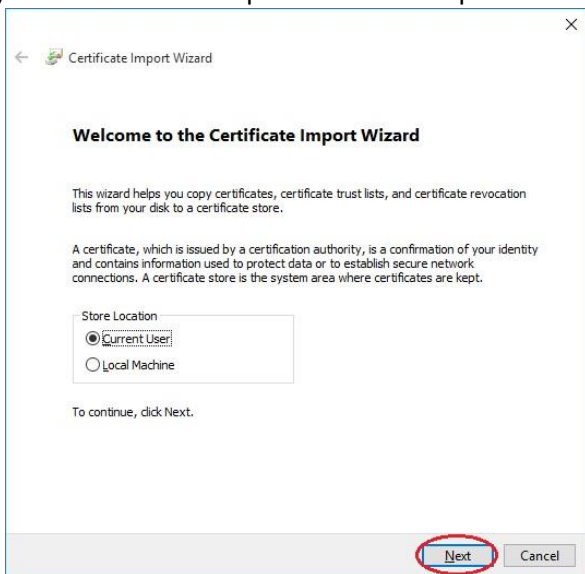 Certificate Import Wizard
Welcome to the Certificate Import Wizard
This wizard helps you copy certificates, certificate trust lists, and certificate revocation
lists from your disk to a certificate store.
A certificate, which is issued by a certification authority, is a confirmation of your identity
and contains information used to protect data or to establish secure network
connections. A certificate store is the system area where certificates are kept.
Store Location
Current User
Local Machine
To continue, click Next.
Next Cancel